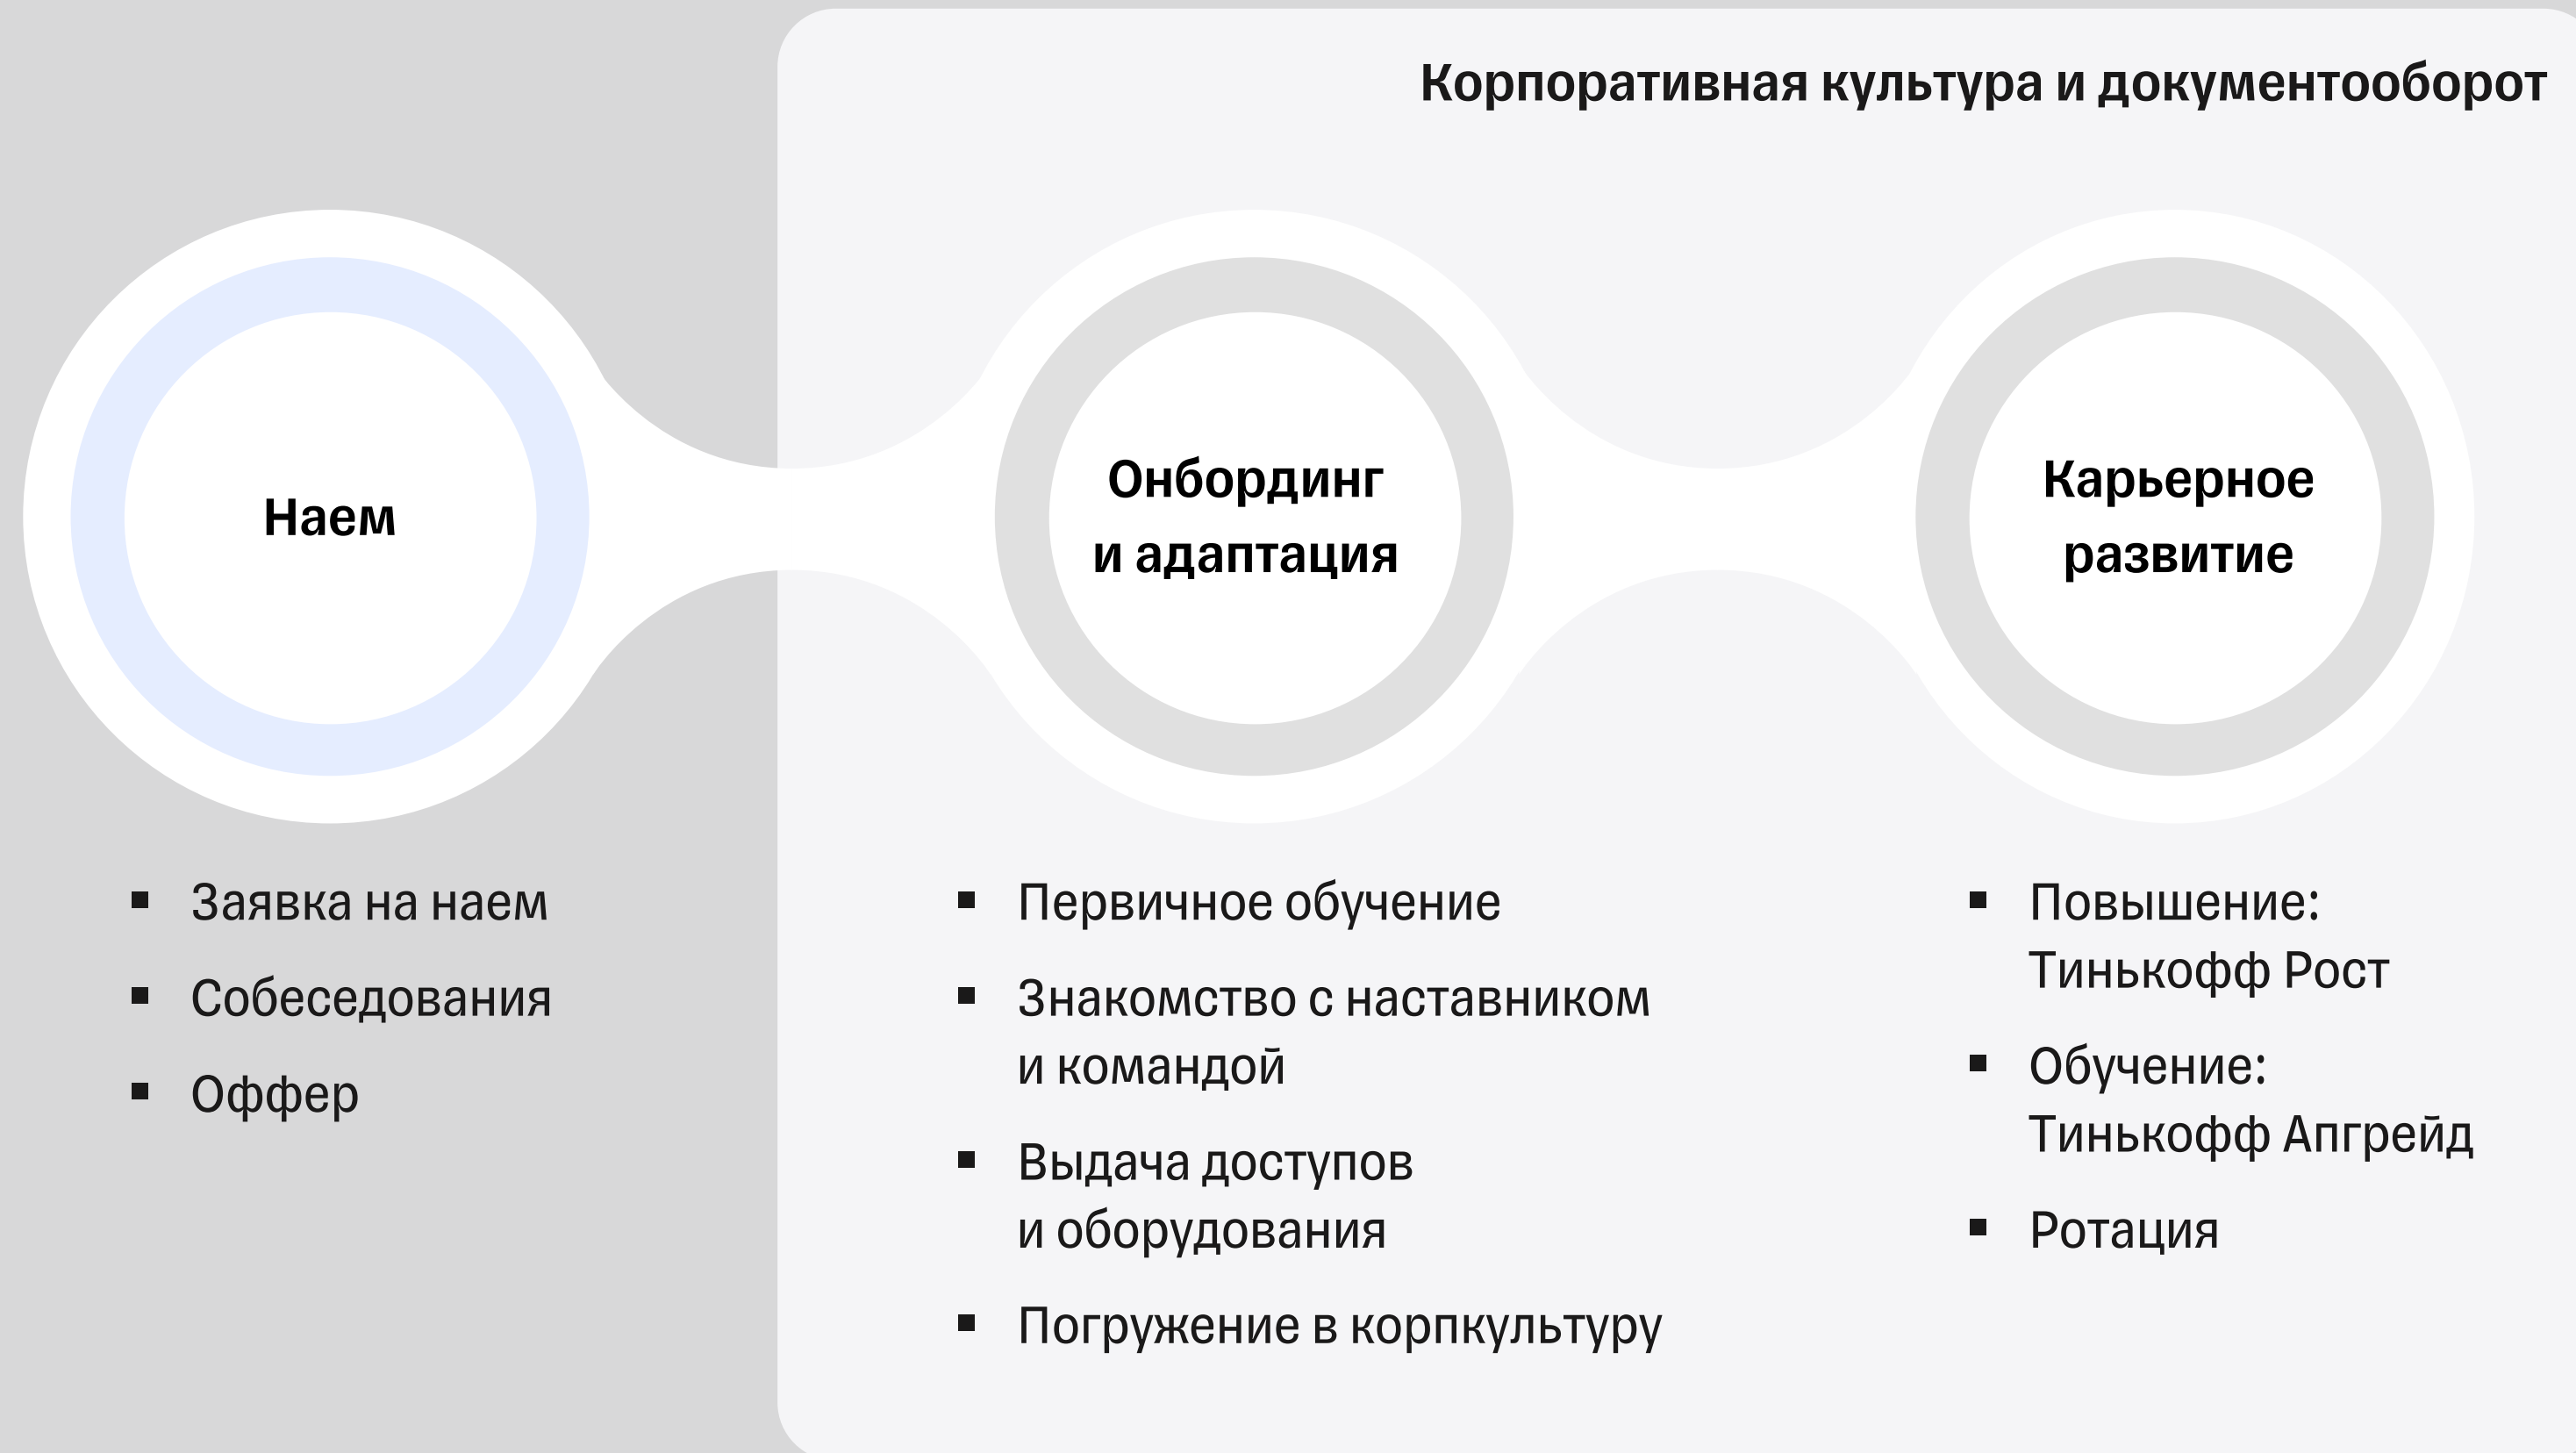 Корпоративная культура и документооборот
Наем
Онбординг
и адаптация
Карьерное
развитие
Заявка на наем
Собеседования
Оффер
Первичное обучение
Знакомство с наставником
и командой
Выдача доступов
и оборудования
Погружение в корпкультуру
Повышение:
Тинькофф Рост
Обучение:
Тинькофф Апгрейд
Ротация